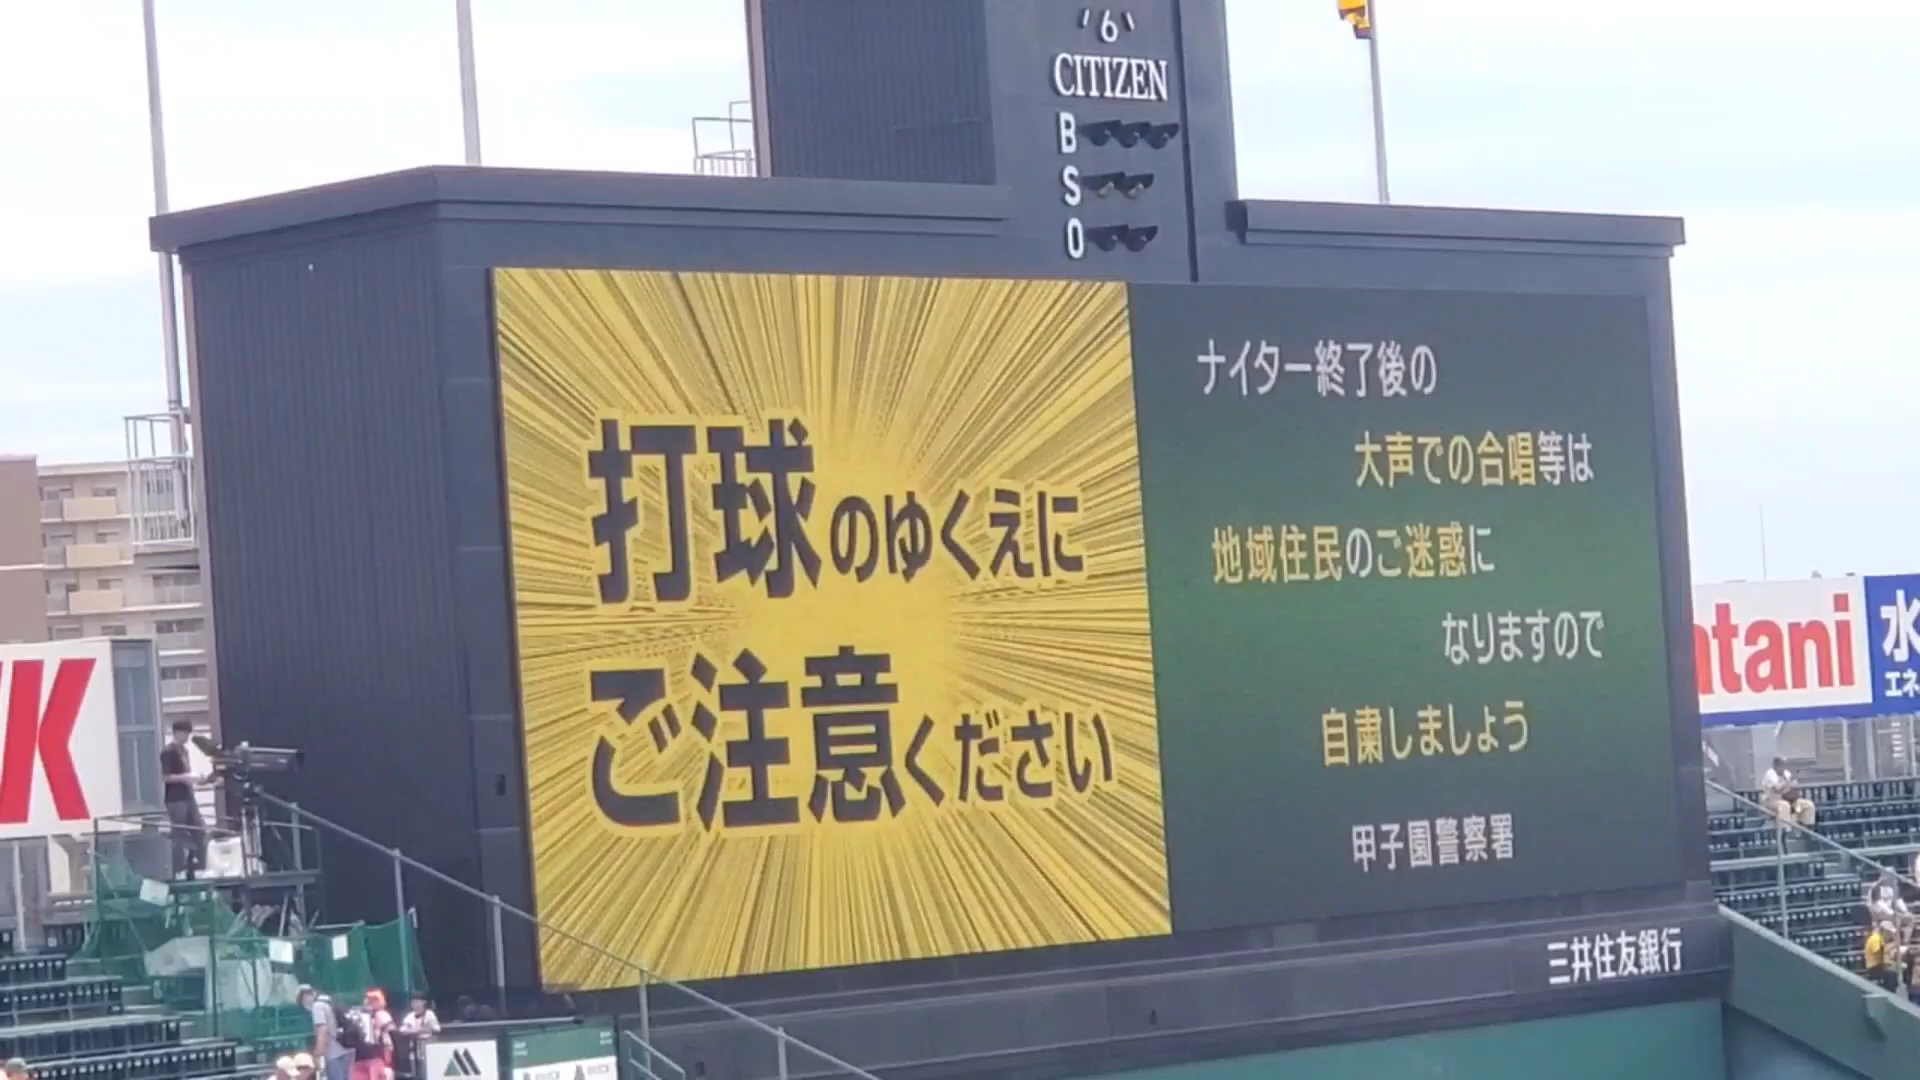 6
CITIZEN
B
S
O
打球のゆくえに
ご注意ください
ナイター終了後の
大声での合唱等は
地域住民のご迷惑に
なりますので
自粛しましょう
甲子園警察署
三井住友銀行
K
atani
水
エネ